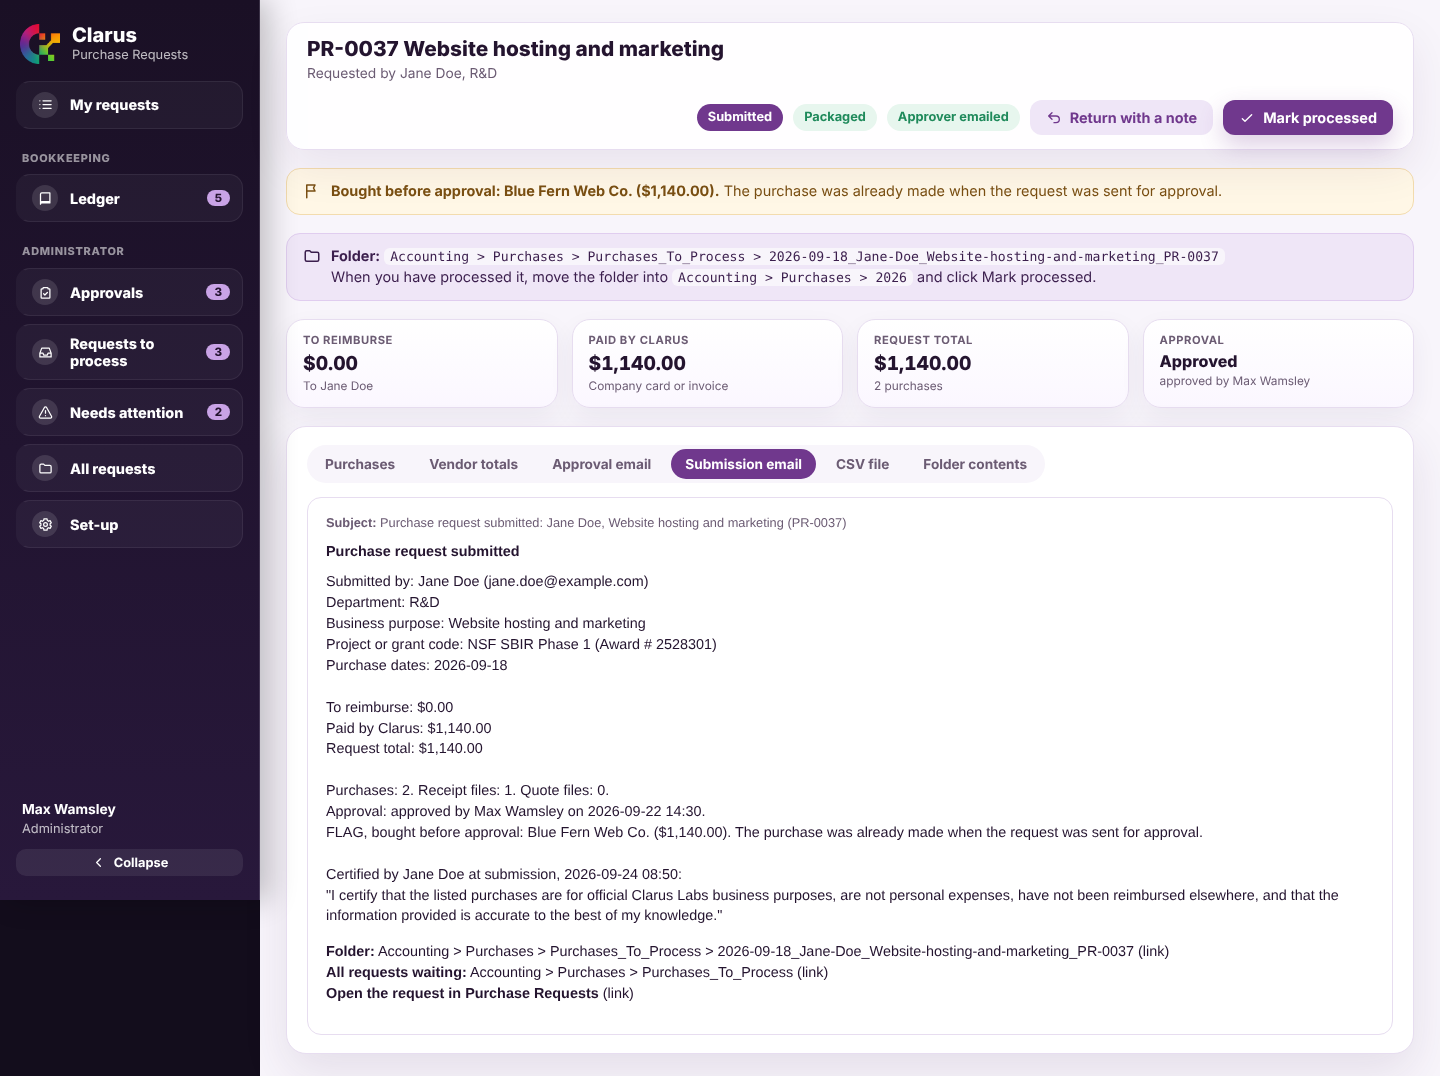 Clarus
Purchase Requests
My requests
BOOKKEEPING
Ledger 5
ADMINISTRATOR
Approvals 3
Requests to
process 3
Needs attention 2
All requests
Set-up
Max Wamsley
Administrator
Collapse
PR-0037 Website hosting and marketing
Requested by Jane Doe, R&D
Submitted Packaged Approver emailed Return with a note Mark processed
Bought before approval: Blue Fern Web Co. ($1,140.00). The purchase was already made when the request was sent for approval.
Folder: Accounting > Purchases > Purchases_To_Process > 2026-09-18_Jane-Doe_Website-hosting-and-marketing_PR-0037
When you have processed it, move the folder into Accounting > Purchases > 2026 and click Mark processed.
TO REIMBURSE
$0.00
To Jane Doe
PAID BY CLARUS
$1,140.00
Company card or invoice
REQUEST TOTAL
$1,140.00
2 purchases
APPROVAL
Approved
approved by Max Wamsley
Purchases Vendor totals Approval email Submission email CSV file Folder contents
Subject: Purchase request submitted: Jane Doe, Website hosting and marketing (PR-0037)
Purchase request submitted
Submitted by: Jane Doe (jane.doe@example.com)
Department: R&D
Business purpose: Website hosting and marketing
Project or grant code: NSF SBIR Phase 1 (Award # 2528301)
Purchase dates: 2026-09-18
To reimburse: $0.00
Paid by Clarus: $1,140.00
Request total: $1,140.00
Purchases: 2. Receipt files: 1. Quote files: 0.
Approval: approved by Max Wamsley on 2026-09-22 14:30.
FLAG, bought before approval: Blue Fern Web Co. ($1,140.00). The purchase was already made when the request was sent for approval.
Certified by Jane Doe at submission, 2026-09-24 08:50:
"I certify that the listed purchases are for official Clarus Labs business purposes, are not personal expenses, have not been reimbursed elsewhere, and that the
information provided is accurate to the best of my knowledge."
Folder: Accounting > Purchases > Purchases_To_Process > 2026-09-18_Jane-Doe_Website-hosting-and-marketing_PR-0037 (link)
All requests waiting: Accounting > Purchases > Purchases_To_Process (link)
Open the request in Purchase Requests (link)